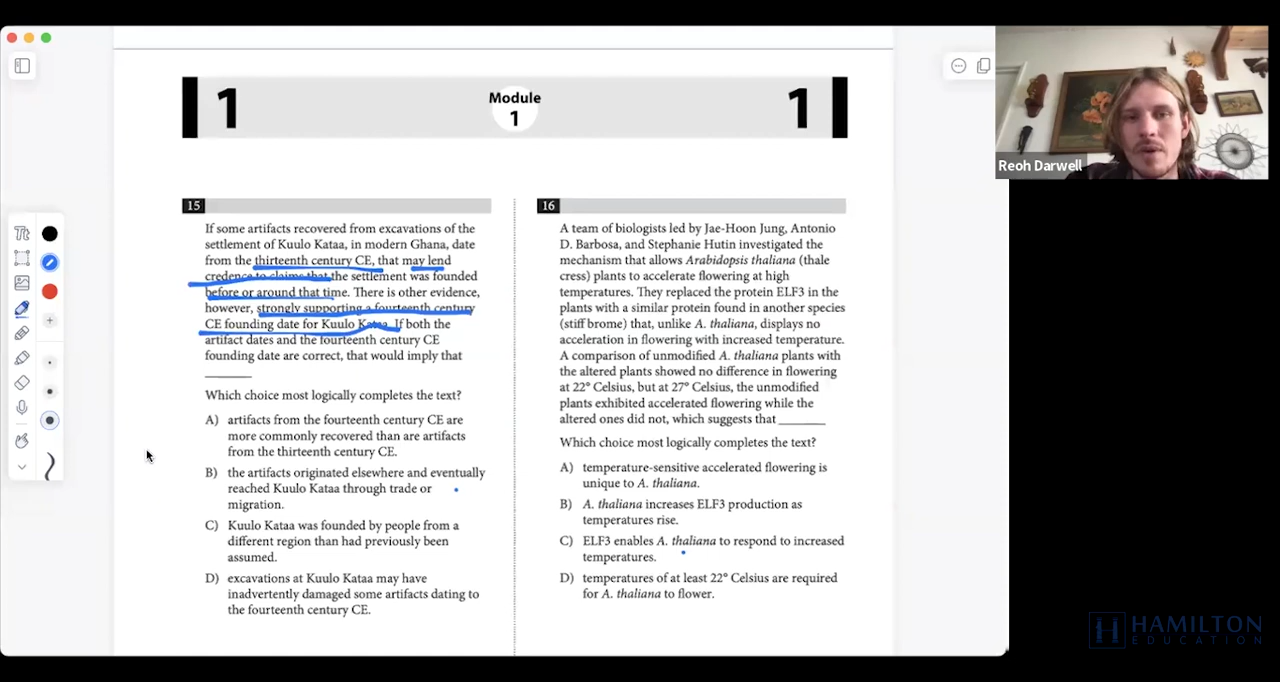 1
Module
1
1
Reoh Darwell
15
If some artifacts recovered from excavations of the
settlement of Kuulo Kataa, in modern Ghana, date
from the thirteenth century CE, that may lend
credence to claims that the settlement was founded
before or around that time. There is other evidence,
however, strongly supporting a fourteenth century
CE founding date for Kuulo Kataa. If both the
artifact dates and the fourteenth century CE
founding date are correct, that would imply that
______
Which choice most logically completes the text?
A) artifacts from the fourteenth century CE are
more commonly recovered than are artifacts
from the thirteenth century CE.
B) the artifacts originated elsewhere and eventually
reached Kuulo Kataa through trade or
migration.
C) Kuulo Kataa was founded by people from a
different region than had previously been
assumed.
D) excavations at Kuulo Kataa may have
inadvertently damaged some artifacts dating to
the fourteenth century CE.
16
A team of biologists led by Jae-Hoon Jung, Antonio
D. Barbosa, and Stephanie Hutin investigated the
mechanism that allows Arabidopsis thaliana (thale
cress) plants to accelerate flowering at high
temperatures. They replaced the protein ELF3 in the
plants with a similar protein found in another species
(stiff brome) that, unlike A. thaliana, displays no
acceleration in flowering with increased temperature.
A comparison of unmodified A. thaliana plants with
the altered plants showed no difference in flowering
at 22° Celsius, but at 27° Celsius, the unmodified
plants exhibited accelerated flowering while the
altered ones did not, which suggests that ______
Which choice most logically completes the text?
A) temperature-sensitive accelerated flowering is
unique to A. thaliana.
B) A. thaliana increases ELF3 production as
temperatures rise.
C) ELF3 enables A. thaliana to respond to increased
temperatures.
D) temperatures of at least 22° Celsius are required
for A. thaliana to flower.
Tt
H HAMILTON
EDUCATION